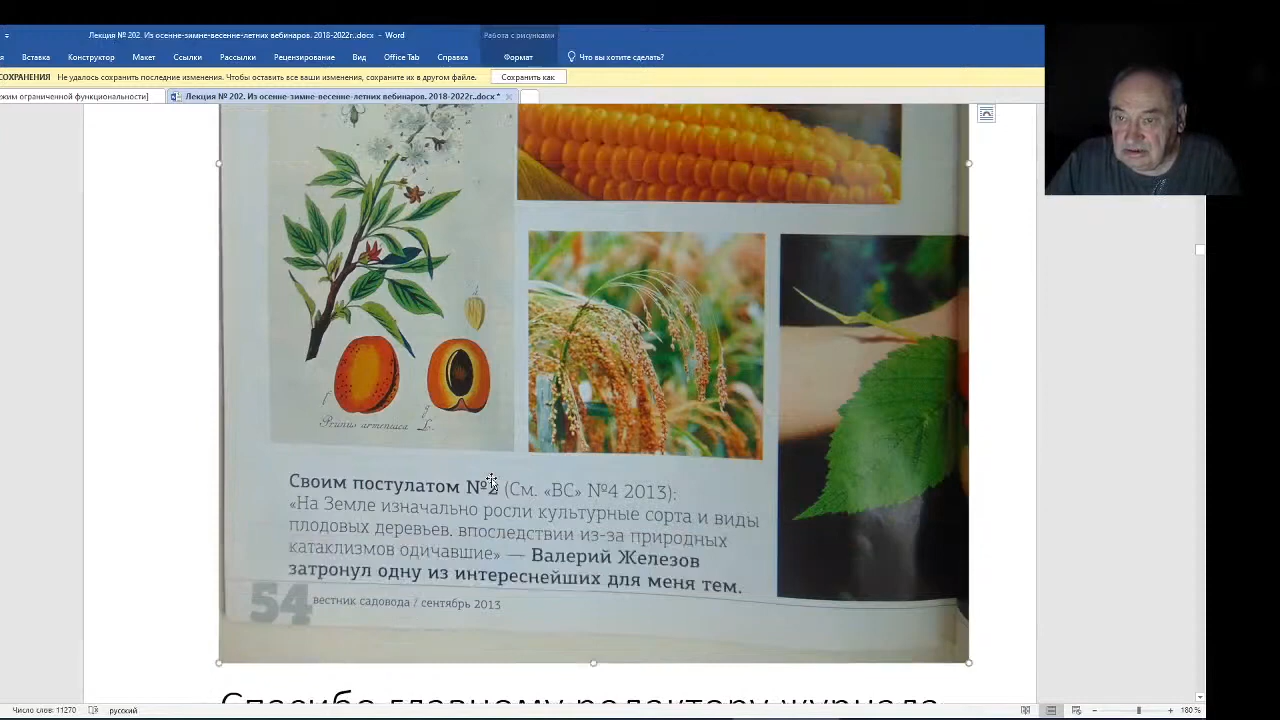 Лекция № 202. Из осенне-зимне-весенне-летних вебинаров. 2018-2022г..docx - Word
Работа с рисунками
Вставка Конструктор Макет Ссылки Рассылки Рецензирование Вид Office Tab Справка Формат Что вы хотите сделать?
СОХРАНЕНИЯ Не удалось сохранить последние изменения. Чтобы оставить все ваши изменения, сохраните их в другом файле. Сохранить как
ограниченной функциональности]
Лекция № 202. Из осенне-зимне-весенне-летних вебинаров. 2018-2022г..docx *
Prunus armeniaca L.
Своим постулатом №2 (См. «ВС» №4 2013):
«На Земле изначально росли культурные сорта и виды
плодовых деревьев, впоследствии из-за природных
катаклизмов одичавшие» — Валерий Железов
затронул одну из интереснейших для меня тем.
54 вестник садовода / сентябрь 2013
Спасибо главному редактору журнала
Число слов: 11270 русский 180 %